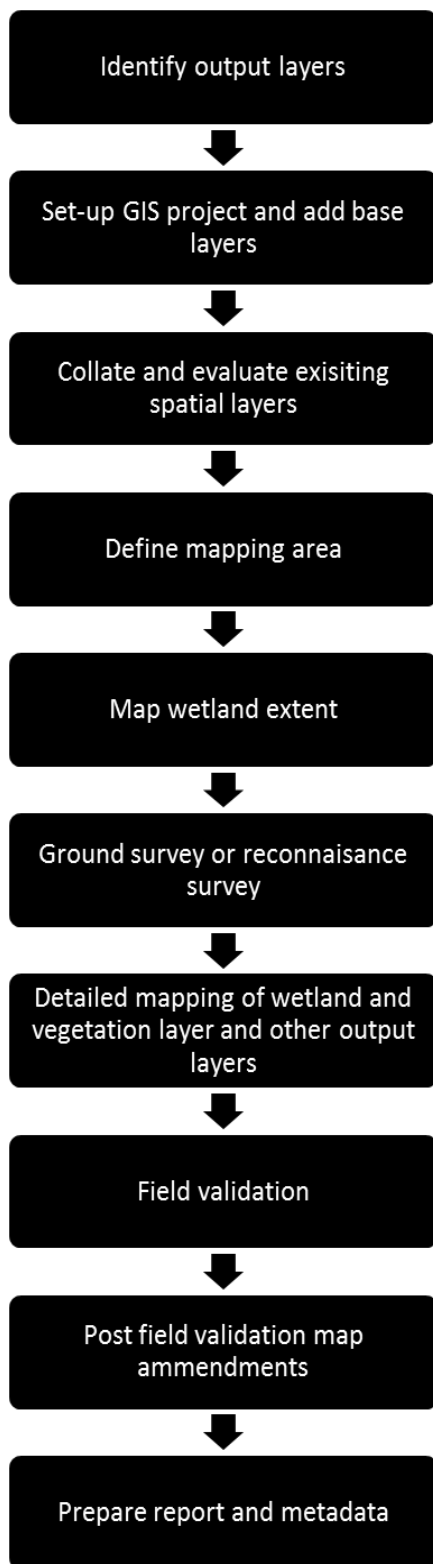 Identify output layers
Set-up GIS project and add base
layers
Collate and evaluate exisiting
spatial layers
Define mapping area
Map wetland extent
Ground survey or reconnaisance
survey
Detailed mapping of wetland and
vegetation layer and other output
layers
Field validation
Post field validation map
ammendments
Prepare report and metadata